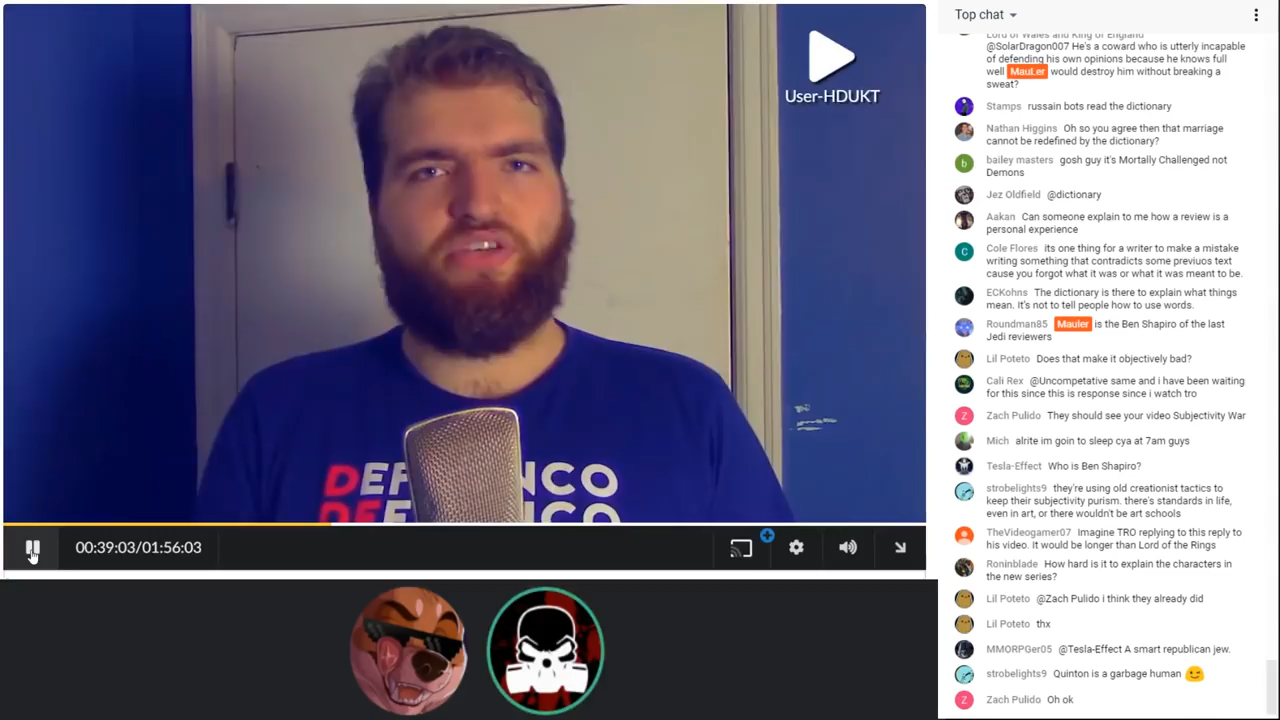 Top chat
User-HDUKT
DEF NCO
00:39:03/01:56:03
Lord of Wales and King of England
@SolarDragon007 He's a coward who is utterly incapable
of defending his own opinions because he knows full
well MauLer would destroy him without breaking a
sweat?
Stamps russain bots read the dictionary
Nathan Higgins Oh so you agree then that marriage
cannot be redefined by the dictionary?
b
bailey masters gosh guy it's Mortally Challenged not
Demons
Jez Oldfield @dictionary
Aakan Can someone explain to me how a review is a
personal experience
C
Cole Flores its one thing for a writer to make a mistake
writing something that contradicts some previuos text
cause you forgot what it was or what it was meant to be.
ECKohns The dictionary is there to explain what things
mean. It's not to tell people how to use words.
Roundman85 Mauler is the Ben Shapiro of the last
Jedi reviewers
Lil Poteto Does that make it objectively bad?
Cali Rex @Uncompetative same and i have been waiting
for this since this is response since i watch tro
Z
Zach Pulido They should see your video Subjectivity War
Mich alrite im goin to sleep cya at 7am guys
Tesla-Effect Who is Ben Shapiro?
strobelights9 they're using old creationist tactics to
keep their subjectivity purism. there's standards in life,
even in art, or there wouldn't be art schools
TheVideogamer07 Imagine TRO replying to this reply to
his video. It would be longer than Lord of the Rings
Roninblade How hard is it to explain the characters in
the new series?
Lil Poteto @Zach Pulido i think they already did
Lil Poteto thx
MMORPGer05 @Tesla-Effect A smart republican jew.
strobelights9 Quinton is a garbage human
Z
Zach Pulido Oh ok